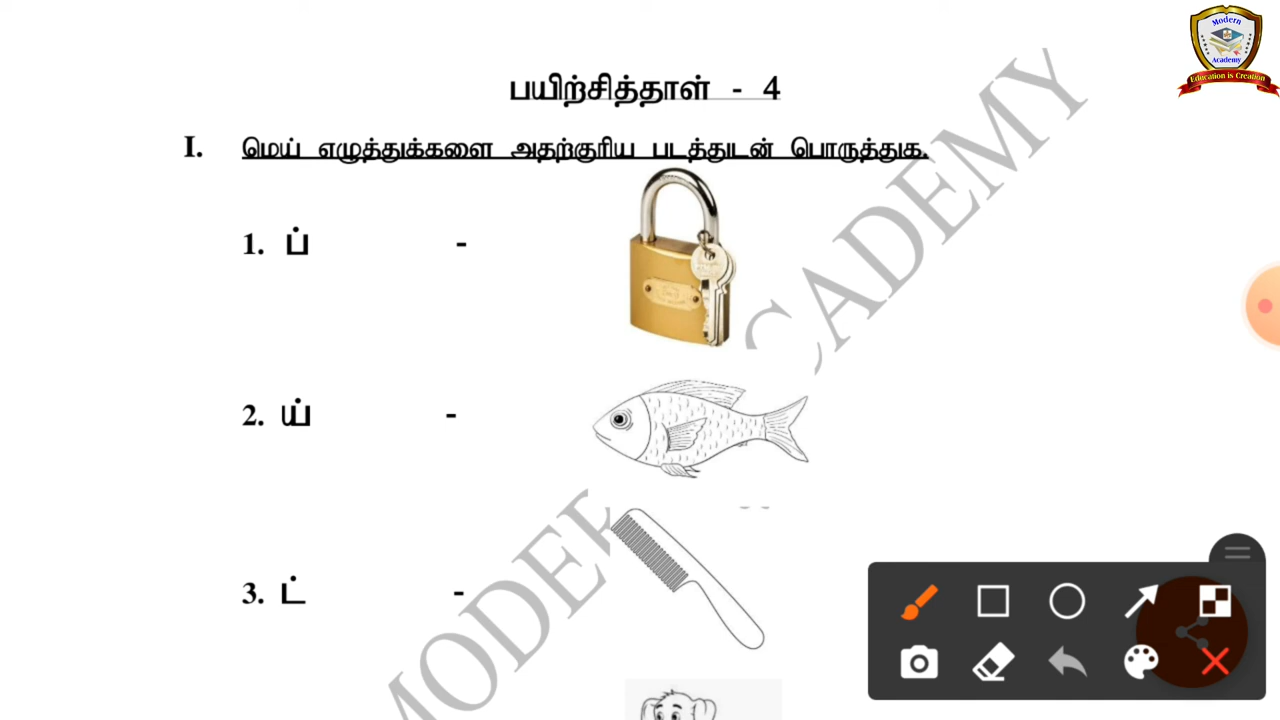 Modern
Academy
Education is Creation
பயிற்சித்தாள் - 4
I. மெய் எழுத்துக்களை அதற்குரிய படத்துடன் பொருத்துக.
1. ப் -
2. ய் -
3. ட் -
MODERN ACADEMY